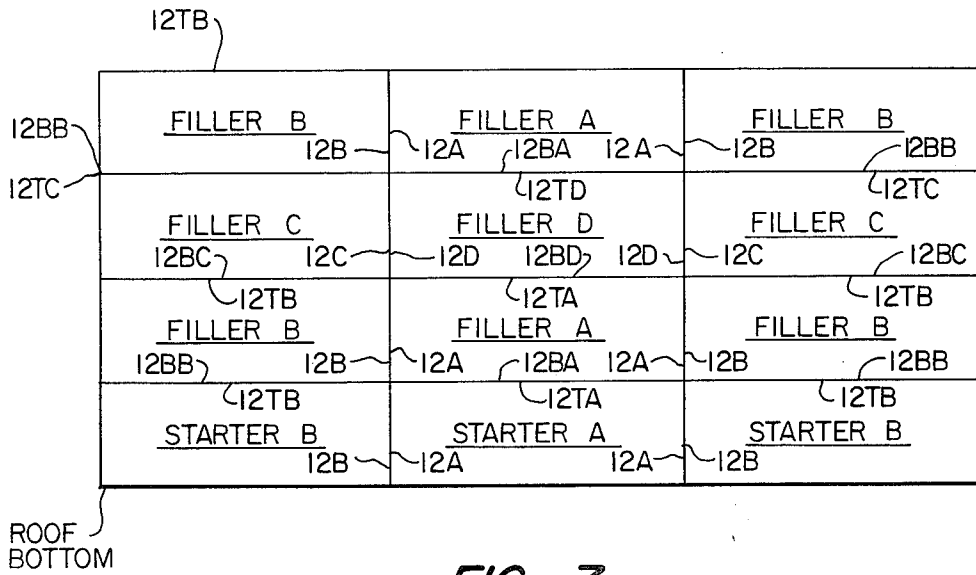 12TB
FILLER B FILLER A FILLER B
12BB 12B 12A 12BA 12A 12B 12BB
12TC 12TD 12TC
FILLER C FILLER D FILLER C
12BC 12C 12D 12BD 12D 12C 12BC
12TB 12TA 12TB
FILLER B FILLER A FILLER B
12BB 12B 12A 12BA 12A 12B 12BB
12TB 12TA 12TB
STARTER B STARTER A STARTER B
12B 12A 12A 12B
ROOF
BOTTOM